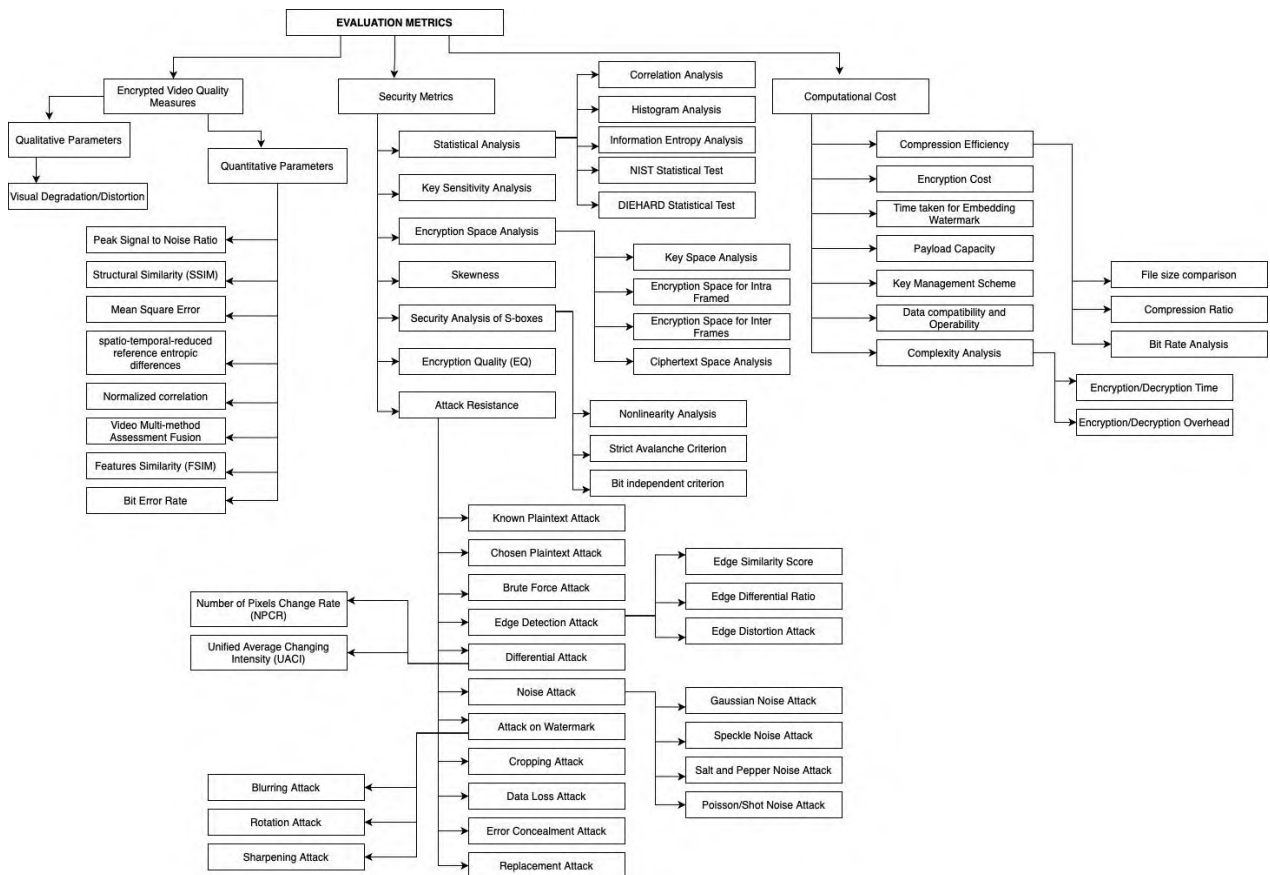 EVALUATION METRICS
Encrypted Video Quality
Measures
Security Metrics
Computational Cost
Qualitative Parameters
Visual Degradation/Distortion
Quantitative Parameters
Peak Signal to Noise Ratio
Structural Similarity (SSIM)
Mean Square Error
spatio-temporal-reduced
reference entropic
differences
Normalized correlation
Video Multi-method
Assessment Fusion
Features Similarity (FSIM)
Bit Error Rate
Statistical Analysis
Key Sensitivity Analysis
Encryption Space Analysis
Skewness
Security Analysis of S-boxes
Encryption Quality (EQ)
Attack Resistance
Correlation Analysis
Histogram Analysis
Information Entropy Analysis
NIST Statistical Test
DIEHARD Statistical Test
Key Space Analysis
Encryption Space for Intra
Framed
Encryption Space for Inter
Frames
Ciphertext Space Analysis
Nonlinearity Analysis
Strict Avalanche Criterion
Bit independent criterion
Known Plaintext Attack
Chosen Plaintext Attack
Brute Force Attack
Edge Detection Attack
Differential Attack
Noise Attack
Attack on Watermark
Cropping Attack
Data Loss Attack
Error Concealment Attack
Replacement Attack
Number of Pixels Change Rate
(NPCR)
Unified Average Changing
Intensity (UACI)
Blurring Attack
Rotation Attack
Sharpening Attack
Edge Similarity Score
Edge Differential Ratio
Edge Distortion Attack
Gaussian Noise Attack
Speckle Noise Attack
Salt and Pepper Noise Attack
Poisson/Shot Noise Attack
Compression Efficiency
Encryption Cost
Time taken for Embedding
Watermark
Payload Capacity
Key Management Scheme
Data compatibility and
Operability
Complexity Analysis
File size comparison
Compression Ratio
Bit Rate Analysis
Encryption/Decryption Time
Encryption/Decryption Overhead